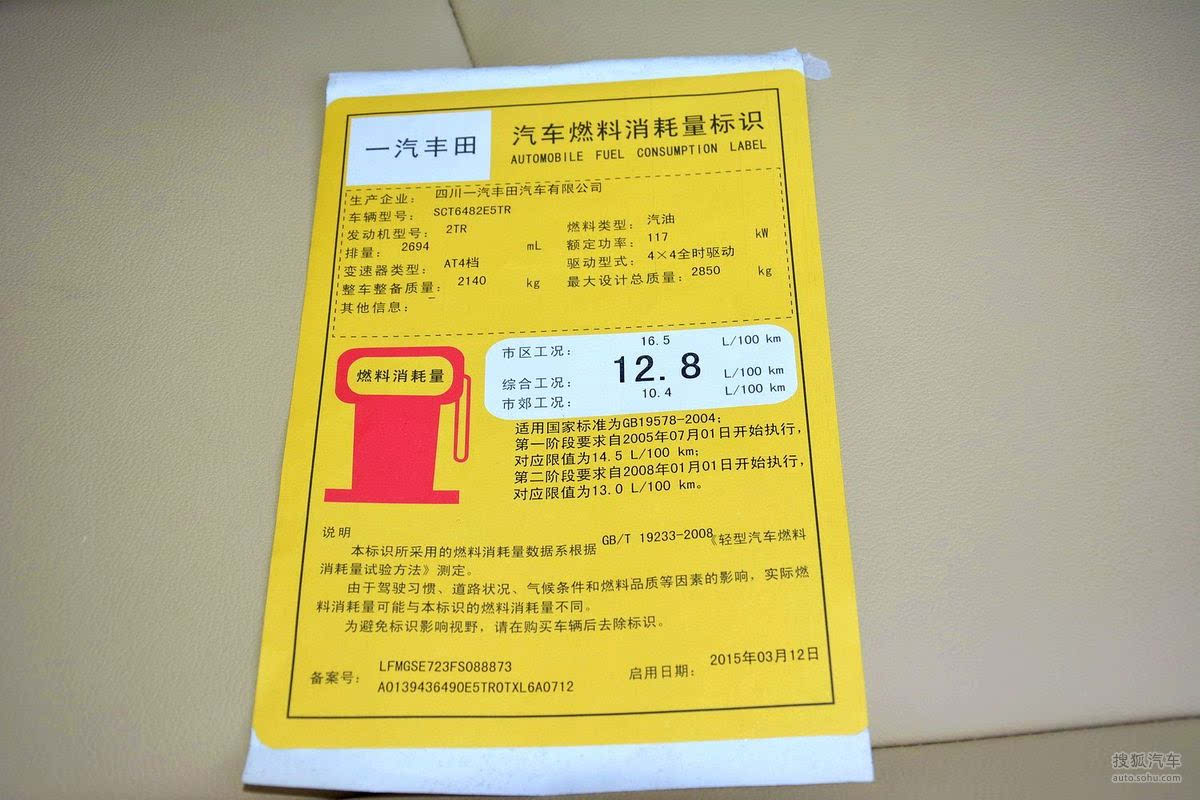 一汽丰田
汽车燃料消耗量标识
AUTOMOBILE FUEL CONSUMPTION LABEL
生产企业： 四川一汽丰田汽车有限公司
车辆型号： SCT6482E5TR
发动机型号： 2TR 燃料类型： 汽油
排量： 2694 mL 额定功率： 117 kW
变速器类型： AT4档 驱动型式： 4×4全时驱动
整车整备质量： 2140 kg 最大设计总质量： 2850 kg
其他信息： —
燃料消耗量
市区工况： 16.5 L/100 km
综合工况： 12.8 L/100 km
市郊工况： 10.4 L/100 km
适用国家标准为GB19578-2004；
第一阶段要求自2005年07月01日开始执行，
对应限值为14.5 L/100 km；
第二阶段要求自2008年01月01日开始执行，
对应限值为13.0 L/100 km。
说明
本标识所采用的燃料消耗量数据系根据 GB/T 19233-2008《轻型汽车燃料
消耗量试验方法》测定。
由于驾驶习惯、道路状况、气候条件和燃料品质等因素的影响，实际燃
料消耗量可能与本标识的燃料消耗量不同。
为避免标识影响视野，请在购买车辆后去除标识。
备案号： LFMGSE723FS088873
A0139436490E5TR0TXL6A0712
启用日期： 2015年03月12日
搜狐汽车
auto.sohu.com